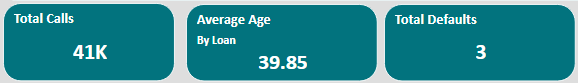 Total Calls
41K
Average Age
By Loan
39.85
Total Defaults
3